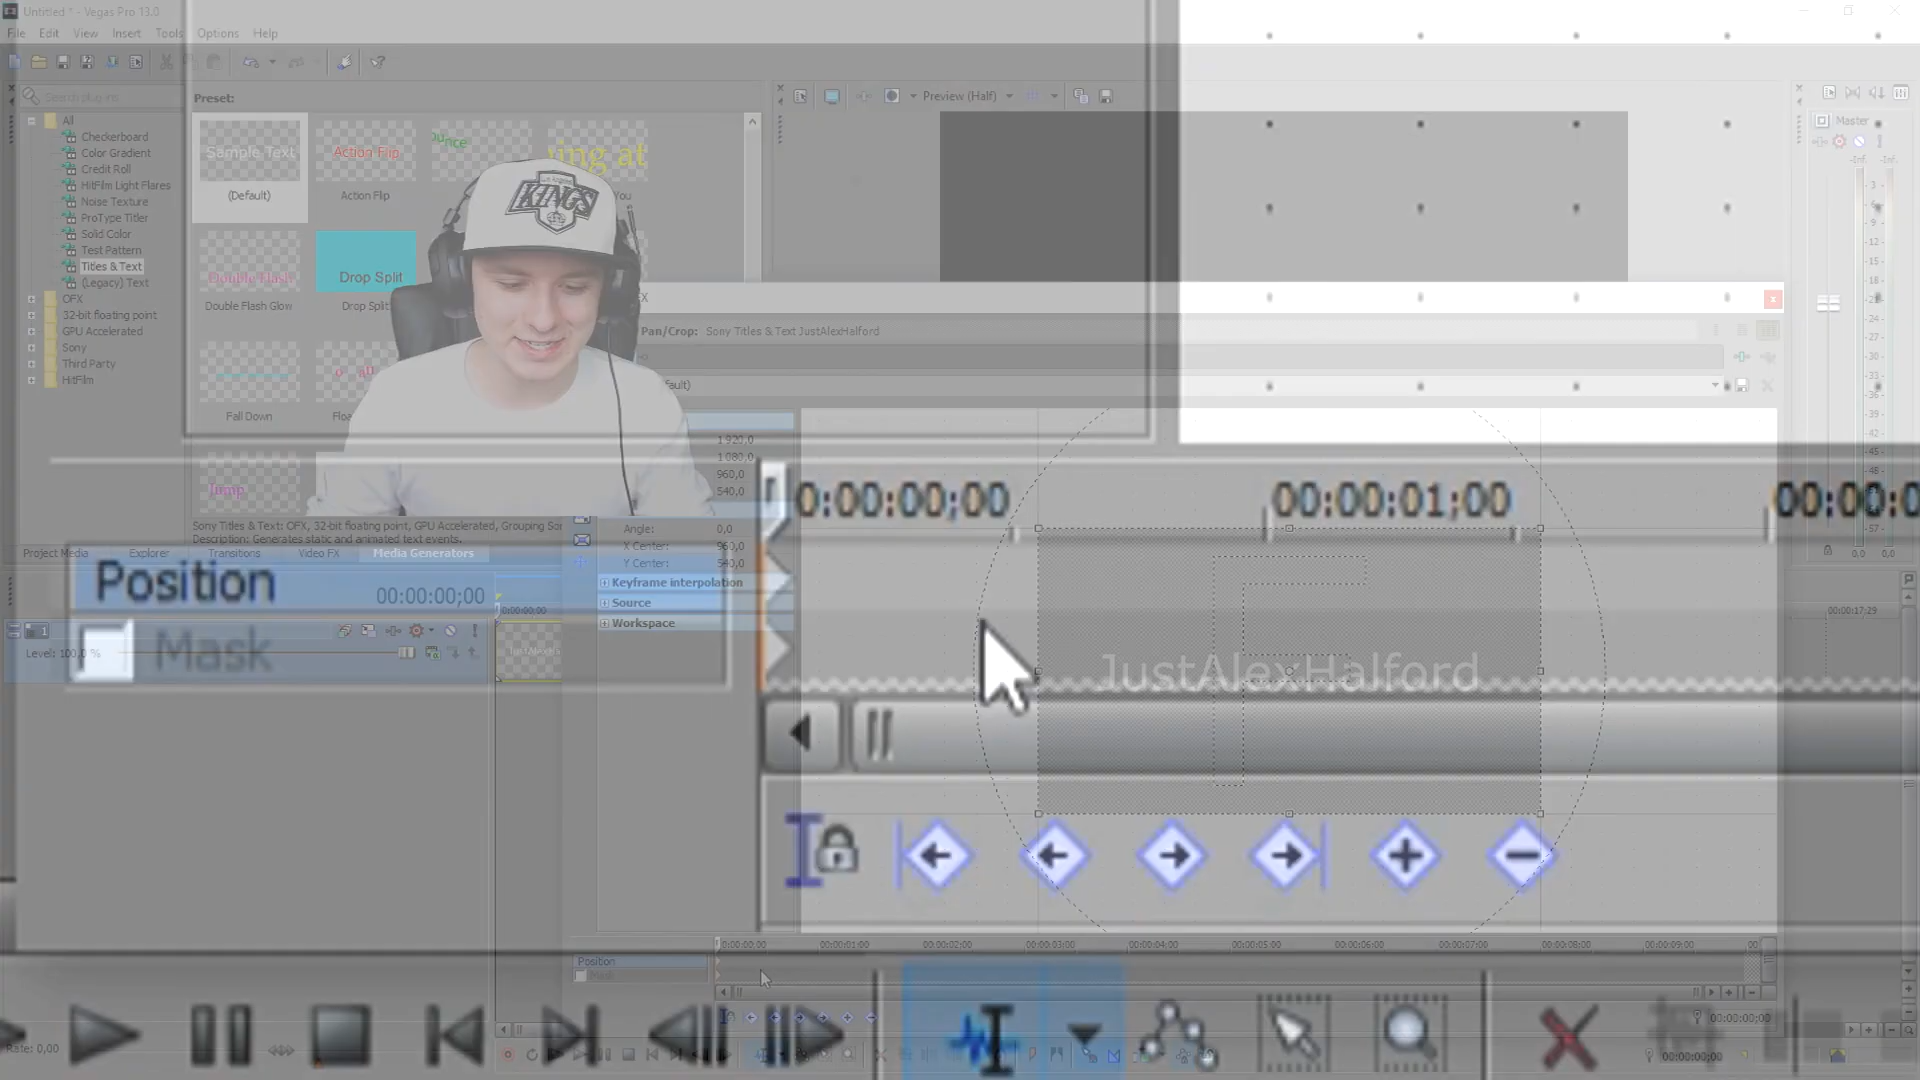 Untitled * - Vegas Pro 13.0
File Edit View Insert Tools Options Help
Search plug-ins
Preset:
Preview (Half)
Master
All
Checkerboard
Color Gradient
Credit Roll
HitFilm Light Flares
Noise Texture
ProType Titler
Solid Color
Test Pattern
Titles & Text
(Legacy) Text
OFX
32-bit floating point
GPU Accelerated
Sony
Third Party
HitFilm
Sample Text
(Default)
Action Flip
Action Flip
ounce
ring at
You
KINGS
Double Flash
Double Flash Glow
Drop Split
Drop Split
Fall Down
Jump
Pan/Crop: Sony Titles & Text JustAlexHalford
1 920,0
1 080,0
960,0
540,0
Angle: 0,0
X Center: 960,0
Y Center: 540,0
Keyframe interpolation
Source
Workspace
Sony Titles & Text: OFX, 32-bit floating point, GPU Accelerated, Grouping
Description: Generates static and animated text events.
Project Media Explorer Transitions Video FX Media Generators
0:00:00;00 00:00:01;00
Position
Mask
00:00:00;00
Level: 100,0 %
JustAlexHalford
00:00:17;29
0:00:00;00 00:00:01;00 00:00:02;00 00:00:03;00 00:00:04;00 00:00:05;00 00:00:06;00 00:00:07;00 00:00:08;00 00:00:09;00
Position
Mask
Rate: 0,00
00:00:00;00
00:00:00;00